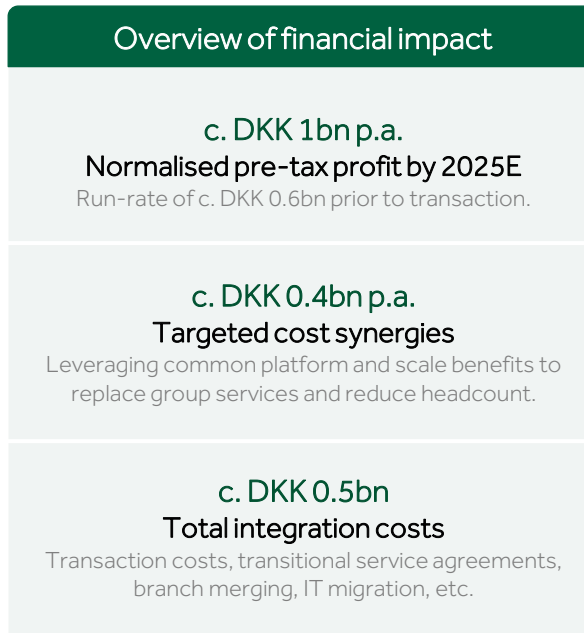 Overview of financial impact
c. DKK 1bn p.a.
Normalised pre-tax profit by 2025E
Run-rate of c. DKK 0.6bn prior to transaction.
c. DKK 0.4bn p.a.
Targeted cost synergies
Leveraging common platform and scale benefits to
replace group services and reduce headcount.
c. DKK 0.5bn
Total integration costs
Transaction costs, transitional service agreements,
branch merging, IT migration, etc.